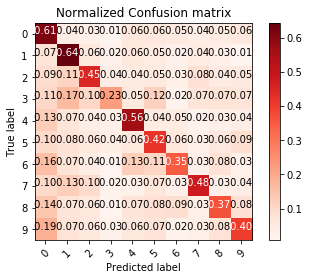 Normalized Confusion matrix
0 0.61 0.04 0.03 0.01 0.06 0.06 0.05 0.04 0.05 0.06
1 0.07 0.64 0.06 0.02 0.06 0.05 0.02 0.04 0.03 0.01
2 0.09 0.11 0.45 0.04 0.04 0.05 0.03 0.08 0.04 0.05
3 0.11 0.17 0.10 0.23 0.05 0.12 0.02 0.07 0.07 0.07
4 0.13 0.07 0.04 0.03 0.56 0.04 0.05 0.02 0.03 0.04
5 0.10 0.08 0.06 0.04 0.06 0.42 0.06 0.03 0.06 0.09
6 0.16 0.07 0.04 0.01 0.13 0.11 0.35 0.03 0.08 0.03
7 0.10 0.13 0.10 0.02 0.03 0.07 0.03 0.48 0.03 0.04
8 0.14 0.07 0.06 0.01 0.07 0.08 0.09 0.03 0.37 0.08
9 0.19 0.07 0.06 0.03 0.06 0.07 0.02 0.03 0.08 0.40
0 1 2 3 4 5 6 7 8 9
True label
Predicted label
0.6
0.5
0.4
0.3
0.2
0.1